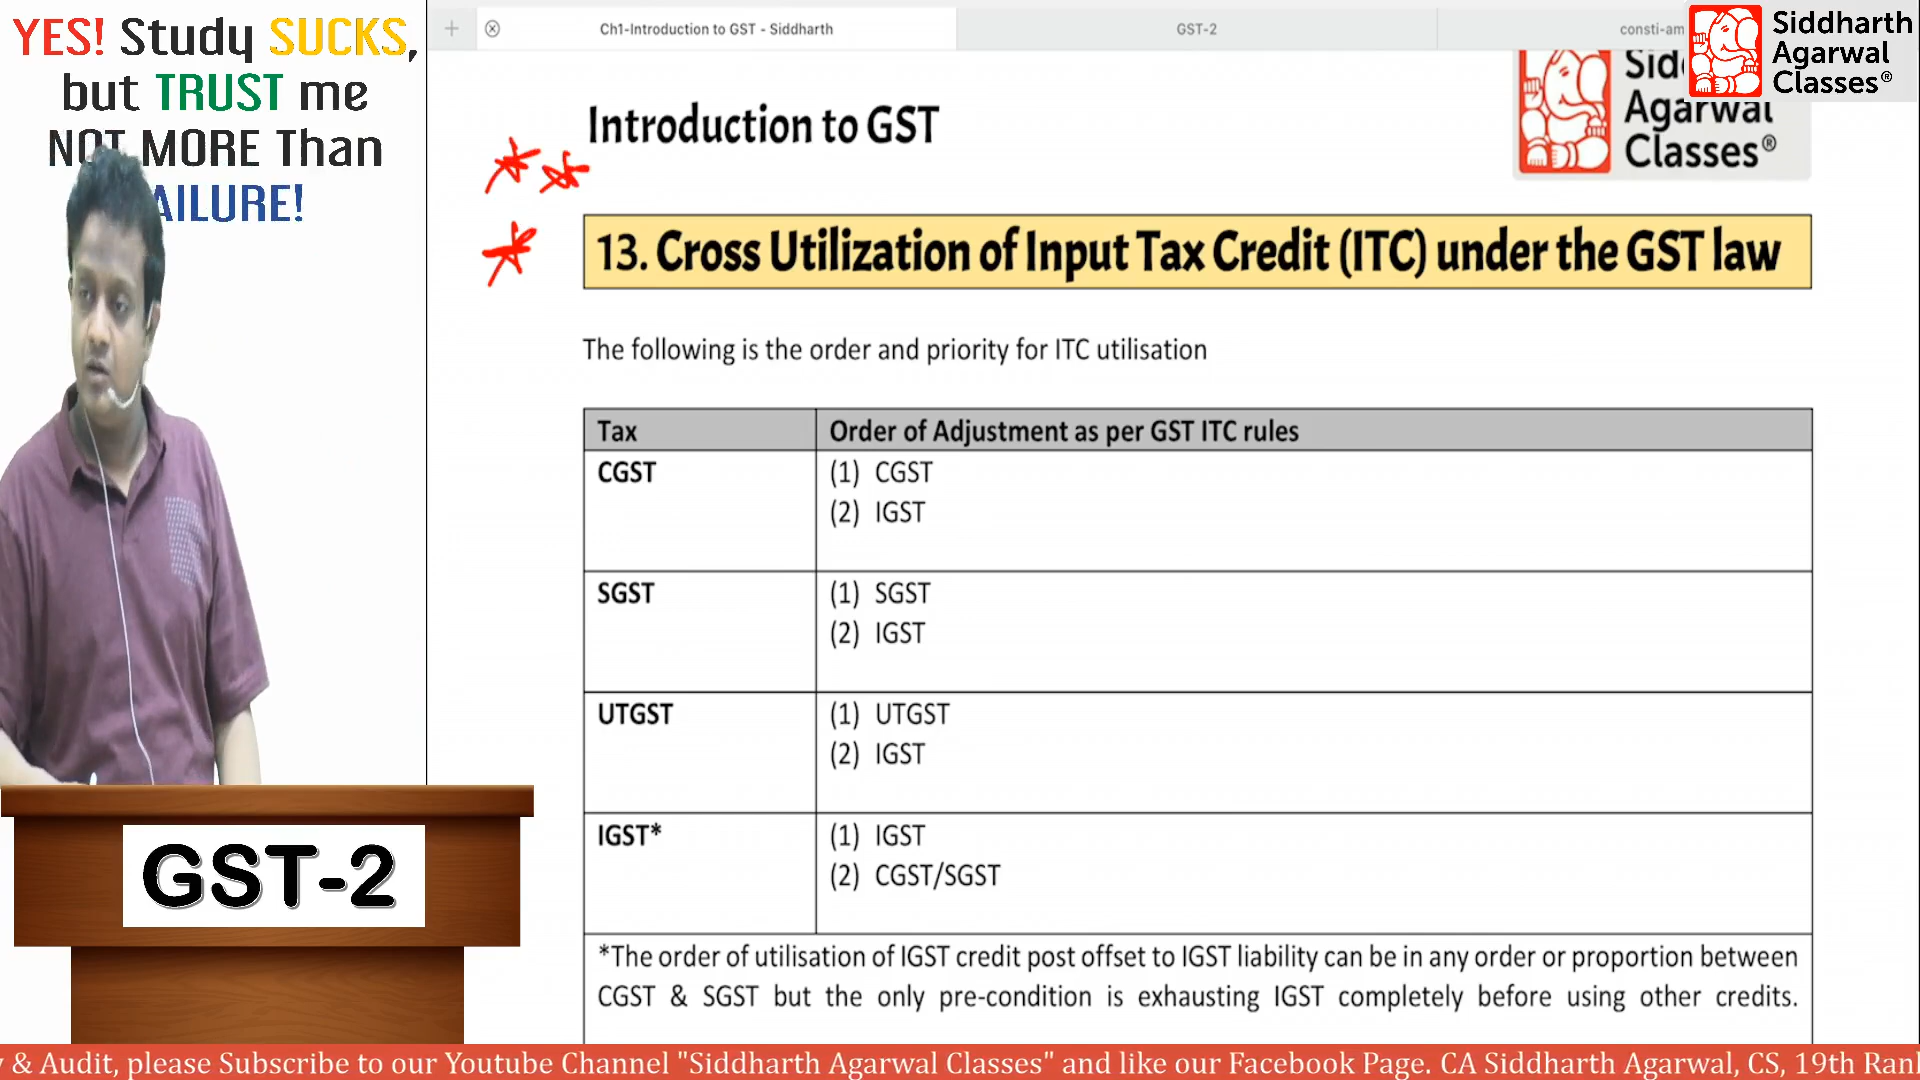 YES! Study SUCKS,
but TRUST me
NOT MORE Than
AILURE!
Ch1-Introduction to GST - Siddharth
GST-2
consti-am
Siddharth
Agarwal
Classes®
Agarwal
Classes®
Introduction to GST
13. Cross Utilization of Input Tax Credit (ITC) under the GST law
The following is the order and priority for ITC utilisation
Tax Order of Adjustment as per GST ITC rules
CGST (1) CGST
(2) IGST
SGST (1) SGST
(2) IGST
UTGST (1) UTGST
(2) IGST
IGST* (1) IGST
(2) CGST/SGST
*The order of utilisation of IGST credit post offset to IGST liability can be in any order or proportion between
CGST & SGST but the only pre-condition is exhausting IGST completely before using other credits.
GST-2
& Audit, please Subscribe to our Youtube Channel "Siddharth Agarwal Classes" and like our Facebook Page. CA Siddharth Agarwal, CS, 19th Ran